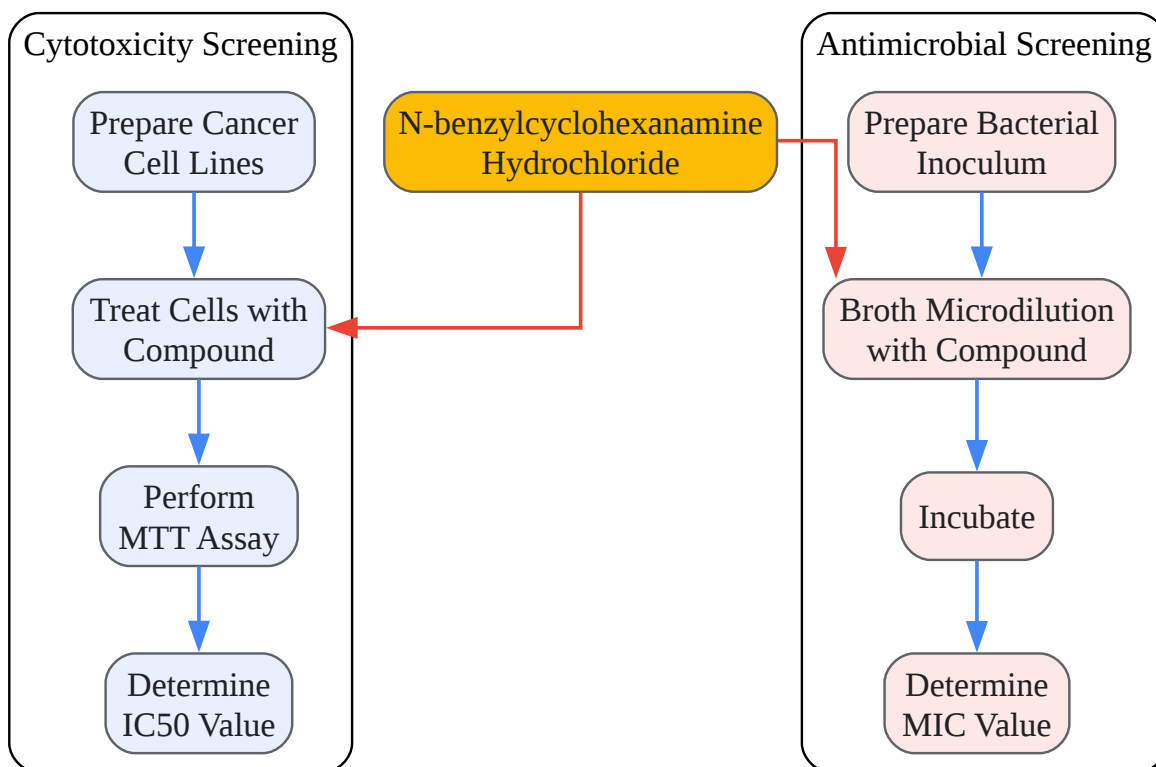 Cytotoxicity Screening
Prepare Cancer
Cell Lines
Treat Cells with
Compound
Perform
MTT Assay
Determine
IC50 Value
N-benzylcyclohexanamine
Hydrochloride
Antimicrobial Screening
Prepare Bacterial
Inoculum
Broth Microdilution
with Compound
Incubate
Determine
MIC Value